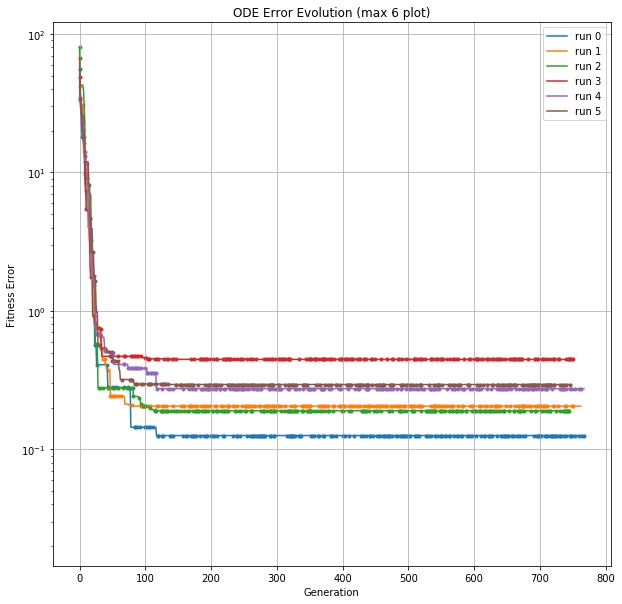 ODE Error Evolution (max 6 plot)
run 0
run 1
run 2
run 3
run 4
run 5
Fitness Error
10²
10¹
10⁰
10⁻¹
0 100 200 300 400 500 600 700 800
Generation